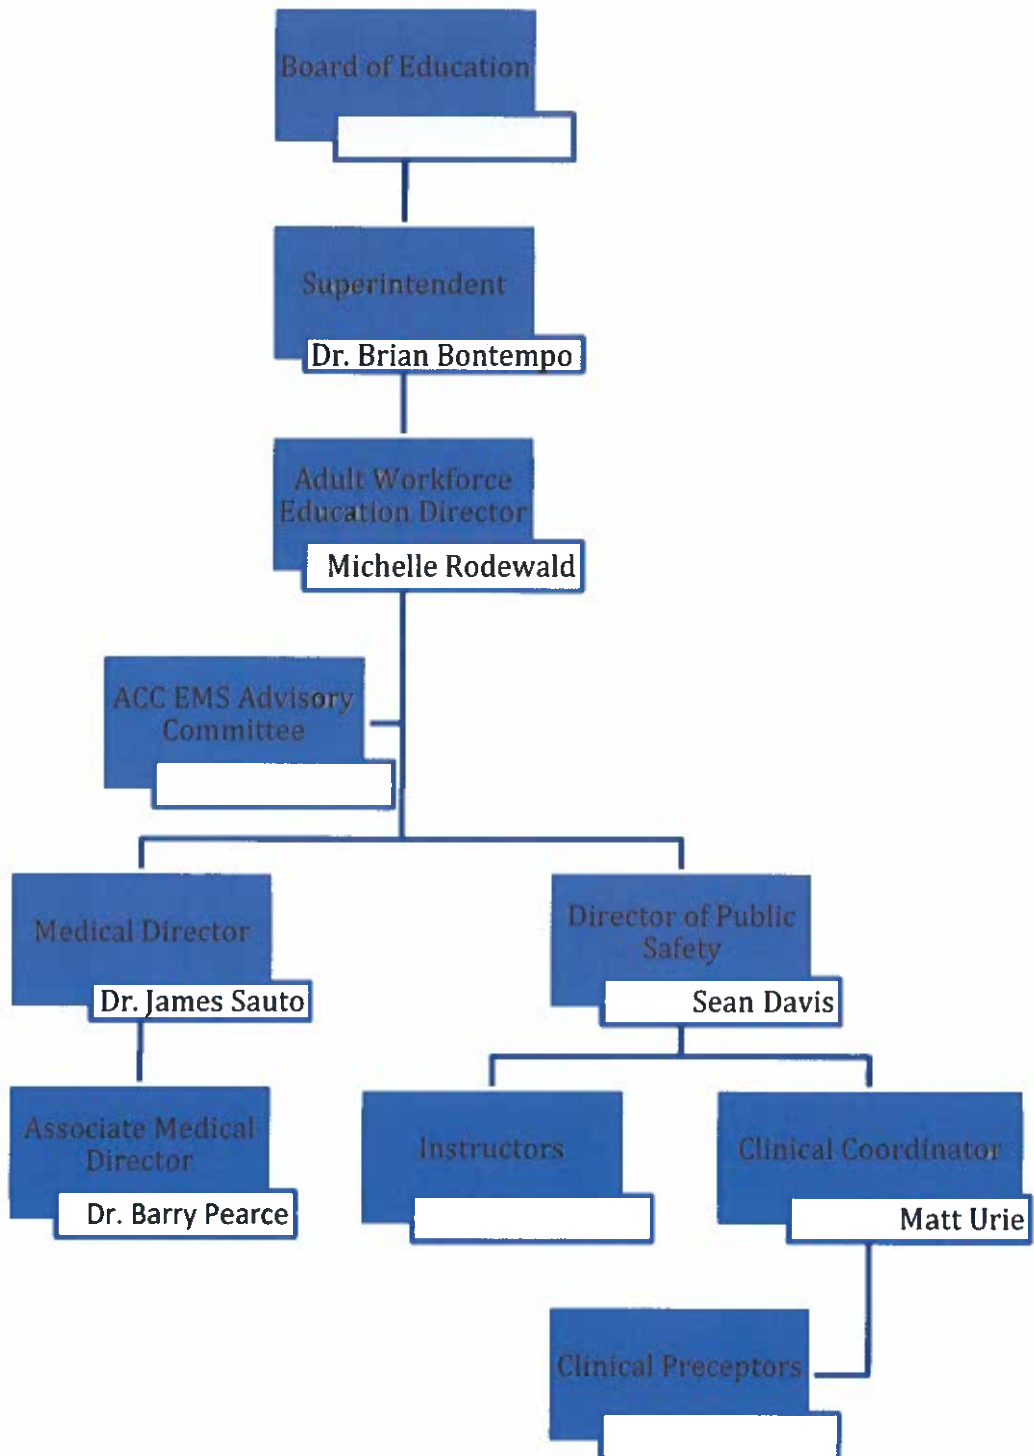 Board of Education
Superintendent
Dr. Brian Bontempo
Adult Workforce
Education Director
Michelle Rodewald
ACC EMS Advisory
Committee
Medical Director
Dr. James Sauto
Director of Public
Safety
Sean Davis
Associate Medical
Director
Dr. Barry Pearce
Instructors
Clinical Coordinator
Matt Urie
Clinical Preceptors